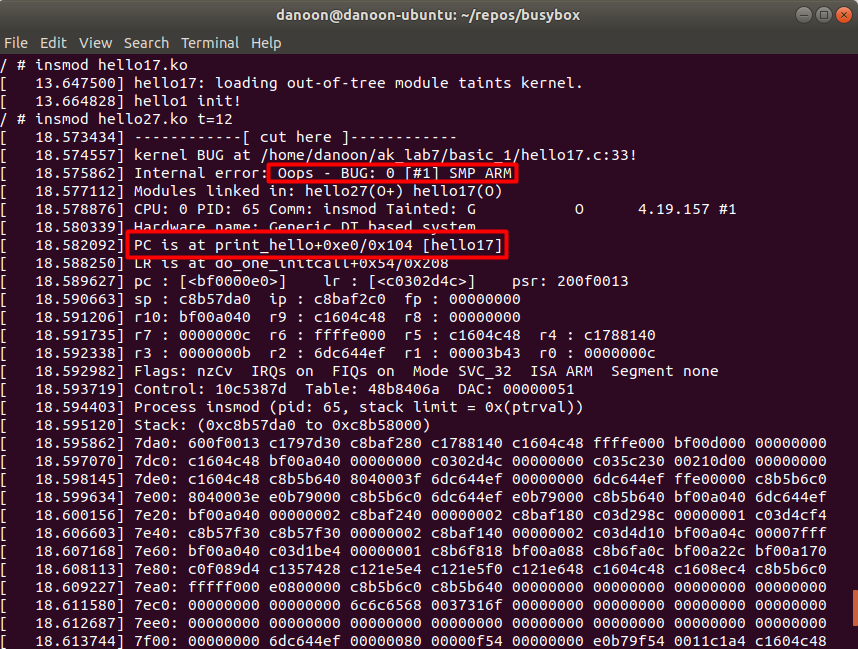 danoon@danoon-ubuntu: ~/repos/busybox
File Edit View Search Terminal Help
/ # insmod hello17.ko
[   13.647500] hello17: loading out-of-tree module taints kernel.
[   13.664828] hello1 init!
/ # insmod hello27.ko t=12
[   18.573434] ------------[ cut here ]------------
[   18.574557] kernel BUG at /home/danoon/ak_lab7/basic_1/hello17.c:33!
[   18.575862] Internal error: Oops - BUG: 0 [#1] SMP ARM
[   18.577112] Modules linked in: hello27(O+) hello17(O)
[   18.578876] CPU: 0 PID: 65 Comm: insmod Tainted: G           O      4.19.157 #1
[   18.580339] Hardware name: Generic DT based system
[   18.582092] PC is at print_hello+0xe0/0x104 [hello17]
[   18.588250] LR is at do_one_initcall+0x54/0x208
[   18.589627] pc : [<bf0000e0>]    lr : [<c0302d4c>]    psr: 200f0013
[   18.590663] sp : c8b57da0  ip : c8baf2c0  fp : 00000000
[   18.591206] r10: bf00a040  r9 : c1604c48  r8 : 00000000
[   18.591735] r7 : 0000000c  r6 : ffffe000  r5 : c1604c48  r4 : c1788140
[   18.592338] r3 : 0000000b  r2 : 6dc644ef  r1 : 00003b43  r0 : 0000000c
[   18.592982] Flags: nzCv  IRQs on  FIQs on  Mode SVC_32  ISA ARM  Segment none
[   18.593719] Control: 10c5387d  Table: 48b8406a  DAC: 00000051
[   18.594403] Process insmod (pid: 65, stack limit = 0x(ptrval))
[   18.595120] Stack: (0xc8b57da0 to 0xc8b58000)
[   18.595862] 7da0: 600f0013 c1797d30 c8baf280 c1788140 c1604c48 ffffe000 bf00d000 00000000
[   18.597070] 7dc0: c1604c48 bf00a040 00000000 c0302d4c 00000000 c035c230 00210d00 00000000
[   18.598145] 7de0: c1604c48 c8b5b640 8040003f 6dc644ef 00000000 6dc644ef ffe00000 c8b5b6c0
[   18.599634] 7e00: 8040003e e0b79000 c8b5b6c0 6dc644ef e0b79000 c8b5b640 bf00a040 6dc644ef
[   18.600156] 7e20: bf00a040 00000002 c8baf240 00000002 c8baf180 c03d298c 00000001 c03d4cf4
[   18.606603] 7e40: c8b57f30 c8b57f30 00000002 c8baf140 00000002 c03d4d10 bf00a04c 00007fff
[   18.607168] 7e60: bf00a040 c03d1be4 00000001 c8b6f818 bf00a088 c8b6fa0c bf00a22c bf00a170
[   18.608113] 7e80: c0f089d4 c1357428 c121e5e4 c121e5f0 c121e648 c1604c48 c1608ec4 c8b5b6c0
[   18.609227] 7ea0: fffff000 e0800000 c8b5b6c0 c8b5b640 00000000 00000000 00000000 00000000
[   18.611580] 7ec0: 00000000 00000000 6c6c6568 0037316f 00000000 00000000 00000000 00000000
[   18.612687] 7ee0: 00000000 00000000 00000000 00000000 00000000 00000000 00000000 00000000
[   18.613744] 7f00: 00000000 6dc644ef 00000080 00000f54 00000000 e0b79f54 0011c1a4 c1604c48